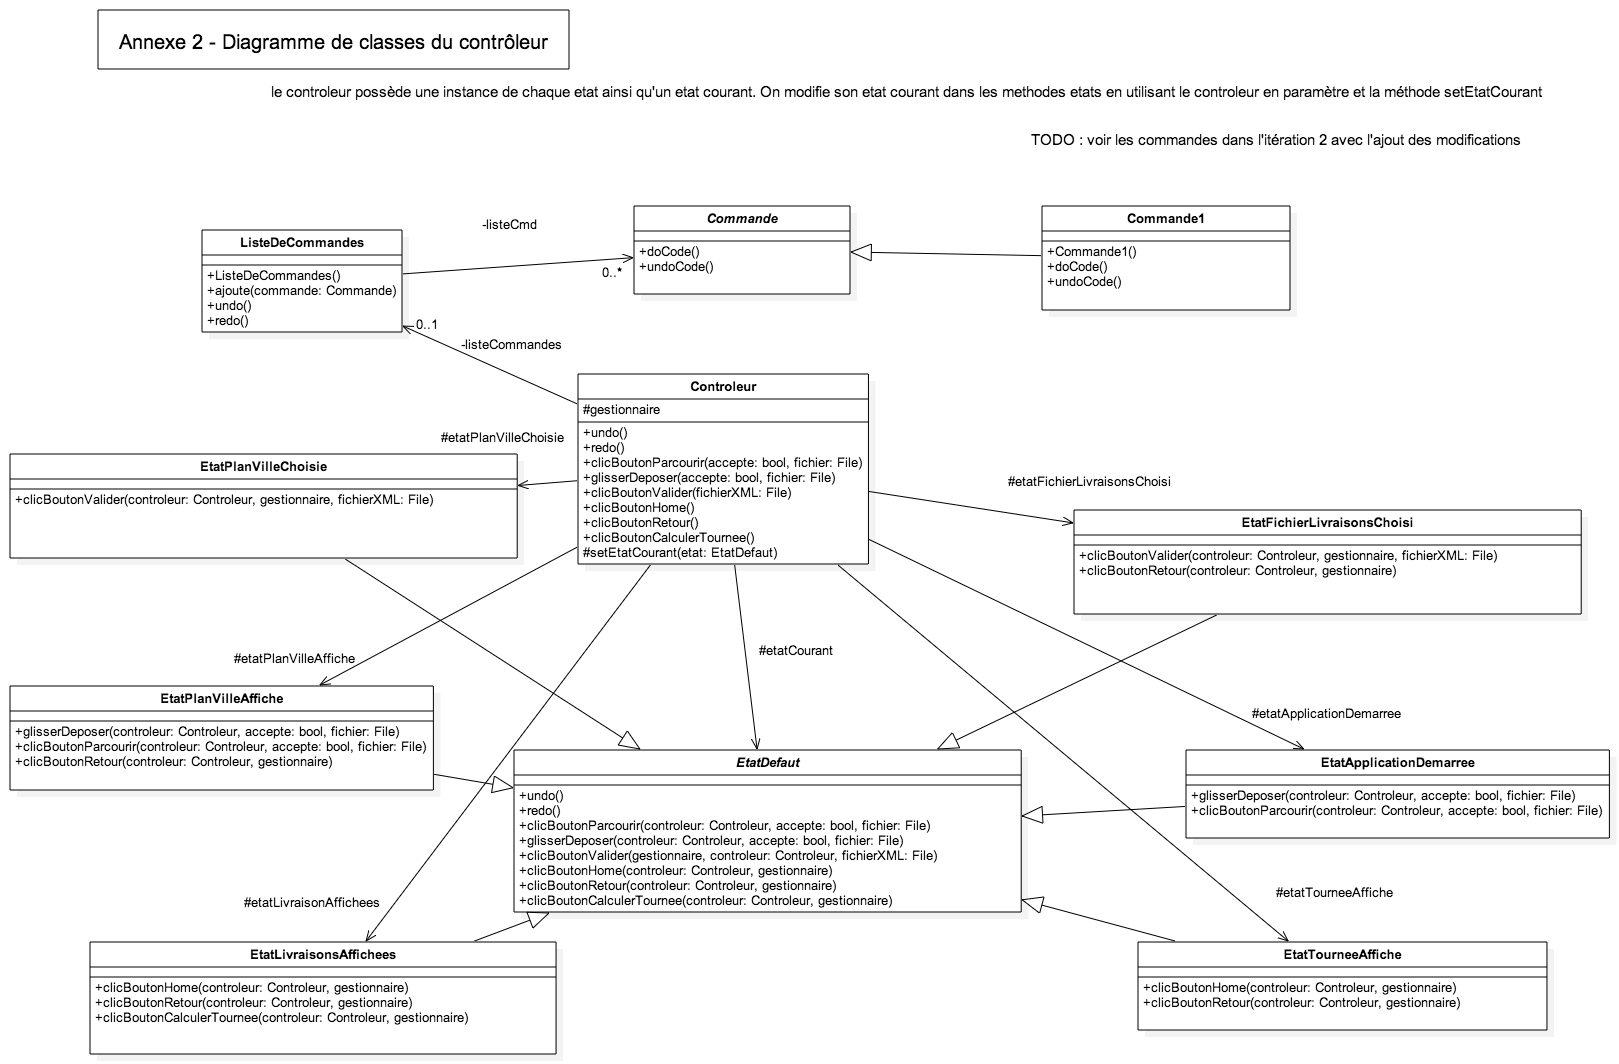 Annexe 2 - Diagramme de classes du contrôleur
le controleur possède une instance de chaque etat ainsi qu'un etat courant. On modifie son etat courant dans les methodes etats en utilisant le controleur en paramètre et la méthode setEtatCourant
TODO : voir les commandes dans l'itération 2 avec l'ajout des modifications
ListeDeCommandes
+ListeDeCommandes()
+ajoute(commande: Commande)
+undo()
+redo()
-listeCmd
0..*
Commande
+doCode()
+undoCode()
Commande1
+Commande1()
+doCode()
+undoCode()
0..1
-listeCommandes
Controleur
#gestionnaire
+undo()
+redo()
+clicBoutonParcourir(accepte: bool, fichier: File)
+glisserDeposer(accepte: bool, fichier: File)
+clicBoutonValider(fichierXML: File)
+clicBoutonHome()
+clicBoutonRetour()
+clicBoutonCalculerTournee()
#setEtatCourant(etat: EtatDefaut)
#etatPlanVilleChoisie
EtatPlanVilleChoisie
+clicBoutonValider(controleur: Controleur, gestionnaire, fichierXML: File)
#etatFichierLivraisonsChoisi
EtatFichierLivraisonsChoisi
+clicBoutonValider(controleur: Controleur, gestionnaire, fichierXML: File)
+clicBoutonRetour(controleur: Controleur, gestionnaire)
#etatPlanVilleAffiche
#etatCourant
EtatPlanVilleAffiche
+glisserDeposer(controleur: Controleur, accepte: bool, fichier: File)
+clicBoutonParcourir(controleur: Controleur, accepte: bool, fichier: File)
+clicBoutonRetour(controleur: Controleur, gestionnaire)
#etatApplicationDemarree
EtatDefaut
+undo()
+redo()
+clicBoutonParcourir(controleur: Controleur, accepte: bool, fichier: File)
+glisserDeposer(controleur: Controleur, accepte: bool, fichier: File)
+clicBoutonValider(gestionnaire, controleur: Controleur, fichierXML: File)
+clicBoutonHome(controleur: Controleur, gestionnaire)
+clicBoutonRetour(controleur: Controleur, gestionnaire)
+clicBoutonCalculerTournee(controleur: Controleur, gestionnaire)
EtatApplicationDemarree
+glisserDeposer(controleur: Controleur, accepte: bool, fichier: File)
+clicBoutonParcourir(controleur: Controleur, accepte: bool, fichier: File)
#etatLivraisonAffichees
#etatTourneeAffiche
EtatLivraisonsAffichees
+clicBoutonHome(controleur: Controleur, gestionnaire)
+clicBoutonRetour(controleur: Controleur, gestionnaire)
+clicBoutonCalculerTournee(controleur: Controleur, gestionnaire)
EtatTourneeAffiche
+clicBoutonHome(controleur: Controleur, gestionnaire)
+clicBoutonRetour(controleur: Controleur, gestionnaire)